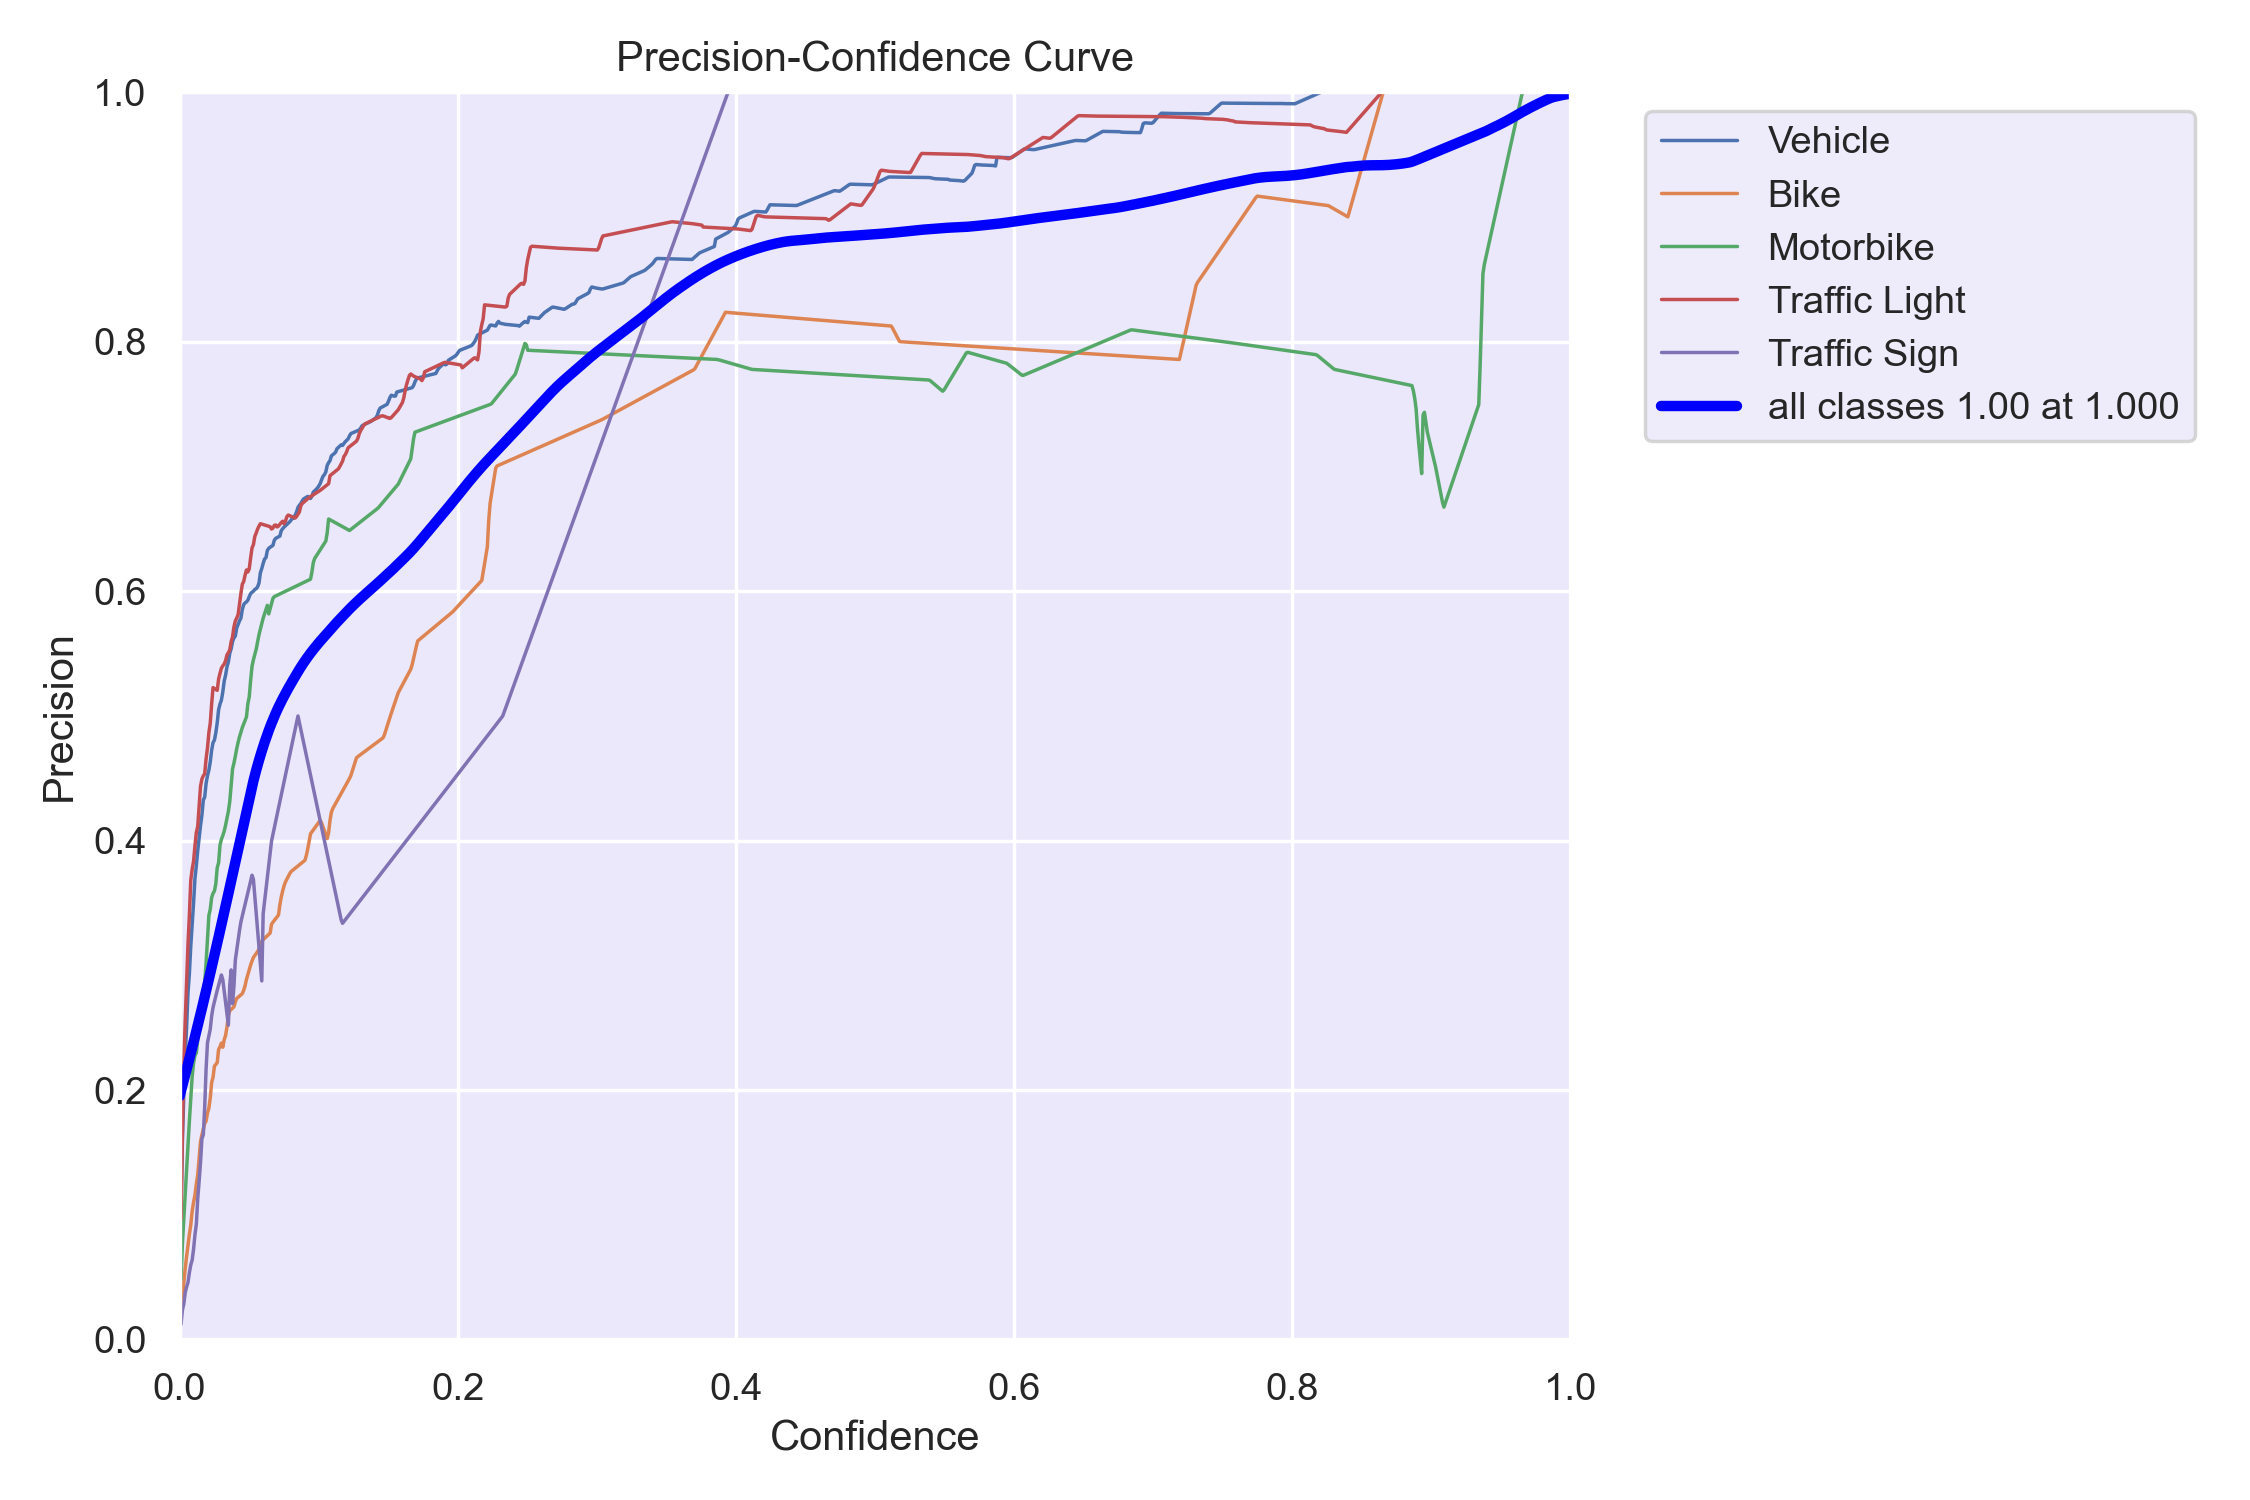 Precision-Confidence Curve
1.0
0.8
0.6
0.4
0.2
0.0
Precision
0.0 0.2 0.4 0.6 0.8 1.0
Confidence
Vehicle
Bike
Motorbike
Traffic Light
Traffic Sign
all classes 1.00 at 1.000